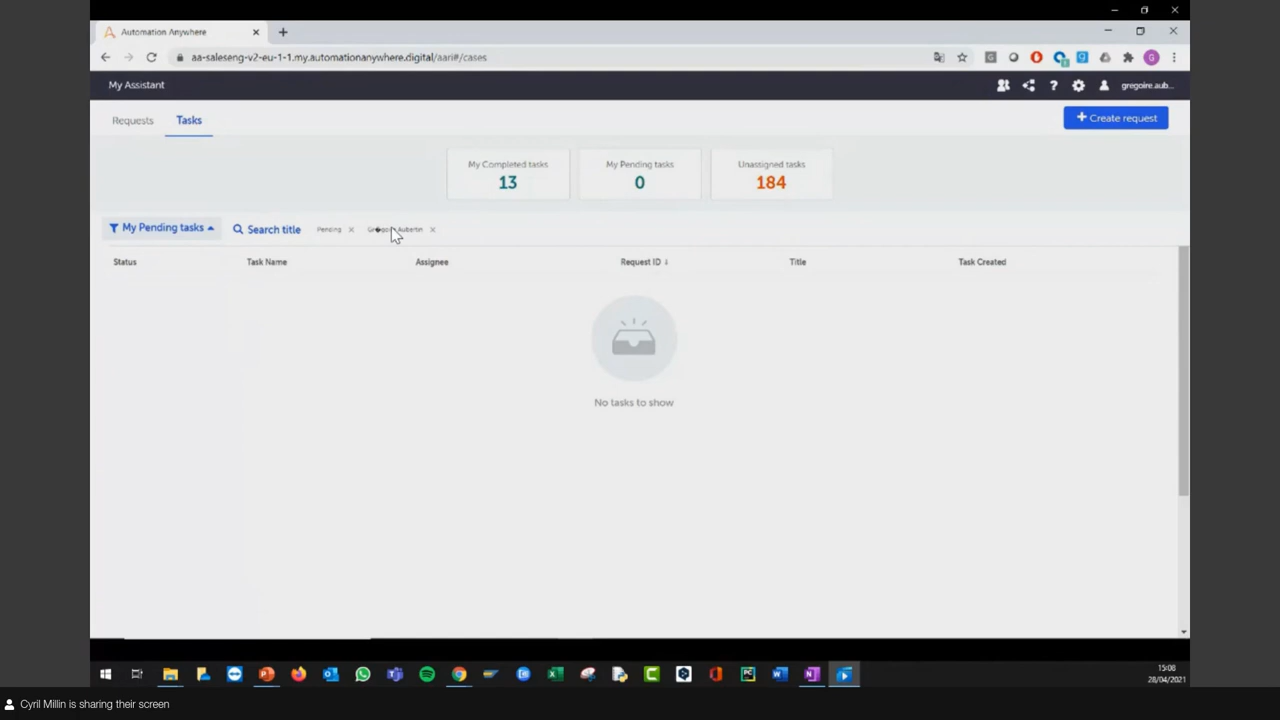 Automation Anywhere
aa-saleseng-v2-eu-1-1.my.automationanywhere.digital/aari#/cases
My Assistant
gregoire.aub...
Requests Tasks
+ Create request
My Completed tasks My Pending tasks Unassigned tasks
13 0 184
My Pending tasks Search title Pending Aubertin
Status Task Name Assignee Request ID ↓ Title Task Created
No tasks to show
15:08
28/04/2021
Cyril Millin is sharing their screen